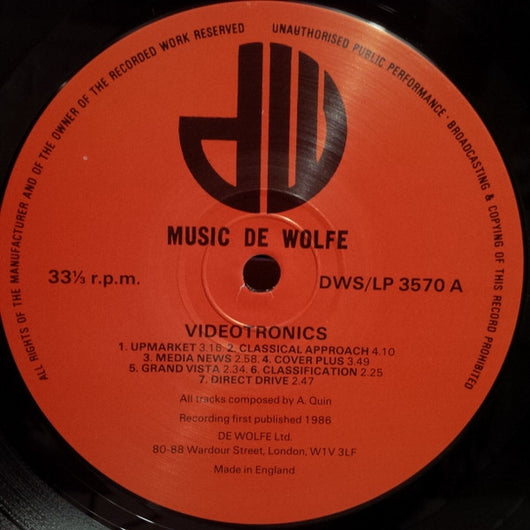 ALL RIGHTS OF THE MANUFACTURER AND OF THE OWNER OF THE RECORDED WORK RESERVED
UNAUTHORISED PUBLIC PERFORMANCE · BROADCASTING & COPYING OF THIS RECORD PROHIBITED
dW
MUSIC DE WOLFE
33⅓ r.p.m.
DWS/LP 3570 A
VIDEOTRONICS
1. UPMARKET 3.15 2. CLASSICAL APPROACH 4.10
3. MEDIA NEWS 2.58. 4. COVER PLUS 3.49
5. GRAND VISTA 2.34. 6. CLASSIFICATION 2.25
7. DIRECT DRIVE 2.47
All tracks composed by A. Quin
Recording first published 1986
DE WOLFE Ltd.
80-88 Wardour Street, London, W1V 3LF
Made in England